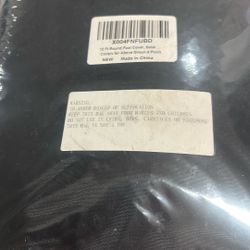 X004FNFUBD
12 Ft Round Pool Cover, Solar
Covers for Above Ground Pools
NEW Made in China
WARNING:
TO AVOID DANGER OF SUFFOCATION
KEEP THIS BAG AWAY FROM BABIES AND CHILDREN.
DO NOT USE IN CRIBS, BEDS, CARRIAGES OR PLAYPENS
THIS BAG IS NOT A TOY.